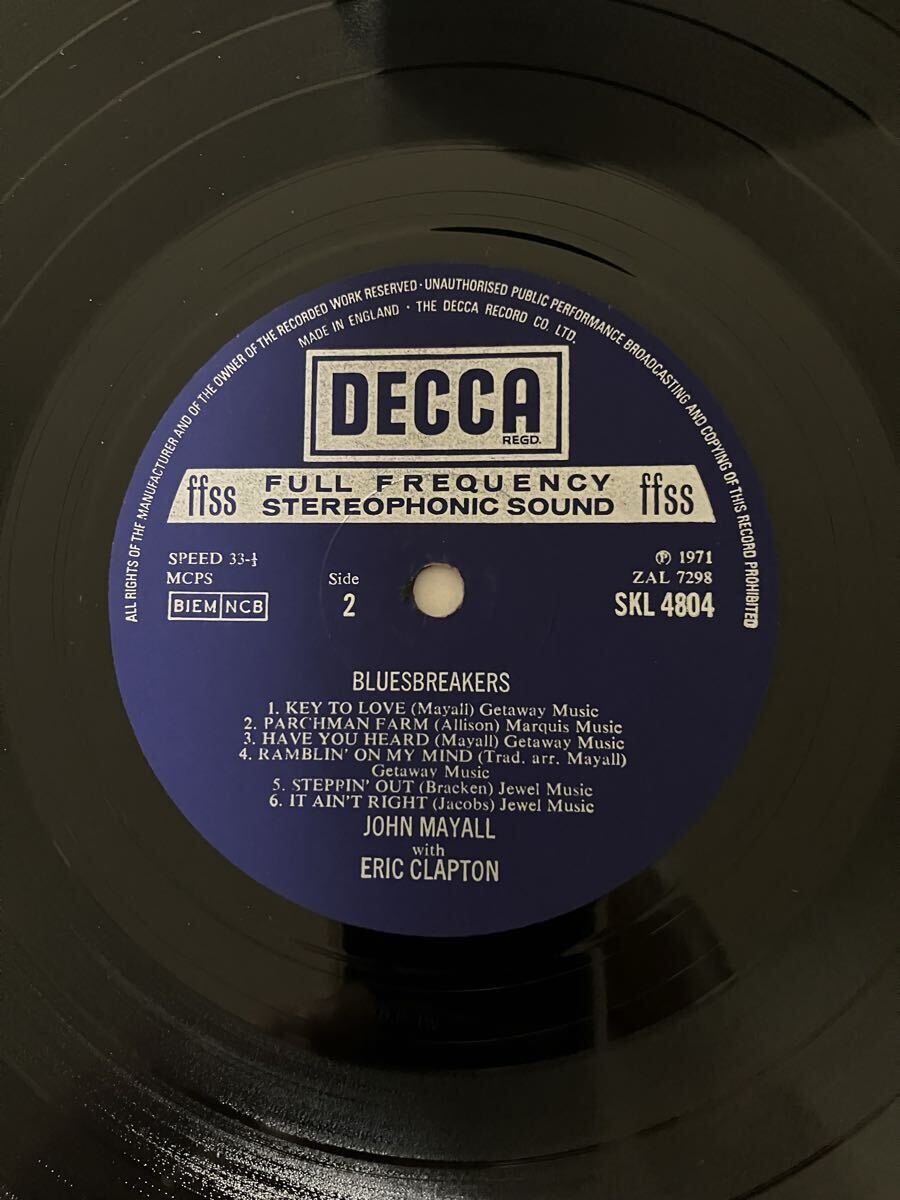 ALL RIGHTS OF THE MANUFACTURER AND OF THE OWNER OF THE RECORDED WORK RESERVED · UNAUTHORISED PUBLIC PERFORMANCE BROADCASTING AND COPYING OF THIS RECORD PROHIBITED
MADE IN ENGLAND · THE DECCA RECORD CO. LTD.
DECCA
REGD.
ffss FULL FREQUENCY ffss
STEREOPHONIC SOUND
SPEED 33-⅓
MCPS
BIEM NCB
Side
2
Ⓟ 1971
ZAL 7298
SKL 4804
BLUESBREAKERS
1. KEY TO LOVE (Mayall) Getaway Music
2. PARCHMAN FARM (Allison) Marquis Music
3. HAVE YOU HEARD (Mayall) Getaway Music
4. RAMBLIN' ON MY MIND (Trad. arr. Mayall)
Getaway Music
5. STEPPIN' OUT (Bracken) Jewel Music
6. IT AIN'T RIGHT (Jacobs) Jewel Music
JOHN MAYALL
with
ERIC CLAPTON